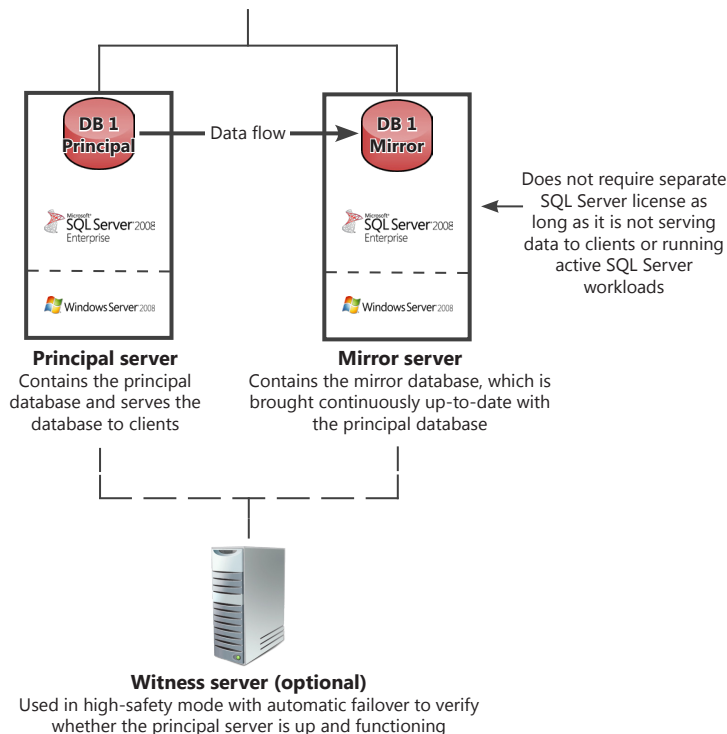 DB 1
Principal
Data flow
DB 1
Mirror
Microsoft®
SQL Server® 2008
Enterprise
Microsoft®
SQL Server® 2008
Enterprise
Does not require separate
SQL Server license as
long as it is not serving
data to clients or running
active SQL Server
workloads
Windows Server® 2008
Windows Server® 2008
Principal server
Contains the principal
database and serves the
database to clients
Mirror server
Contains the mirror database, which is
brought continuously up-to-date with
the principal database
Witness server (optional)
Used in high-safety mode with automatic failover to verify
whether the principal server is up and functioning